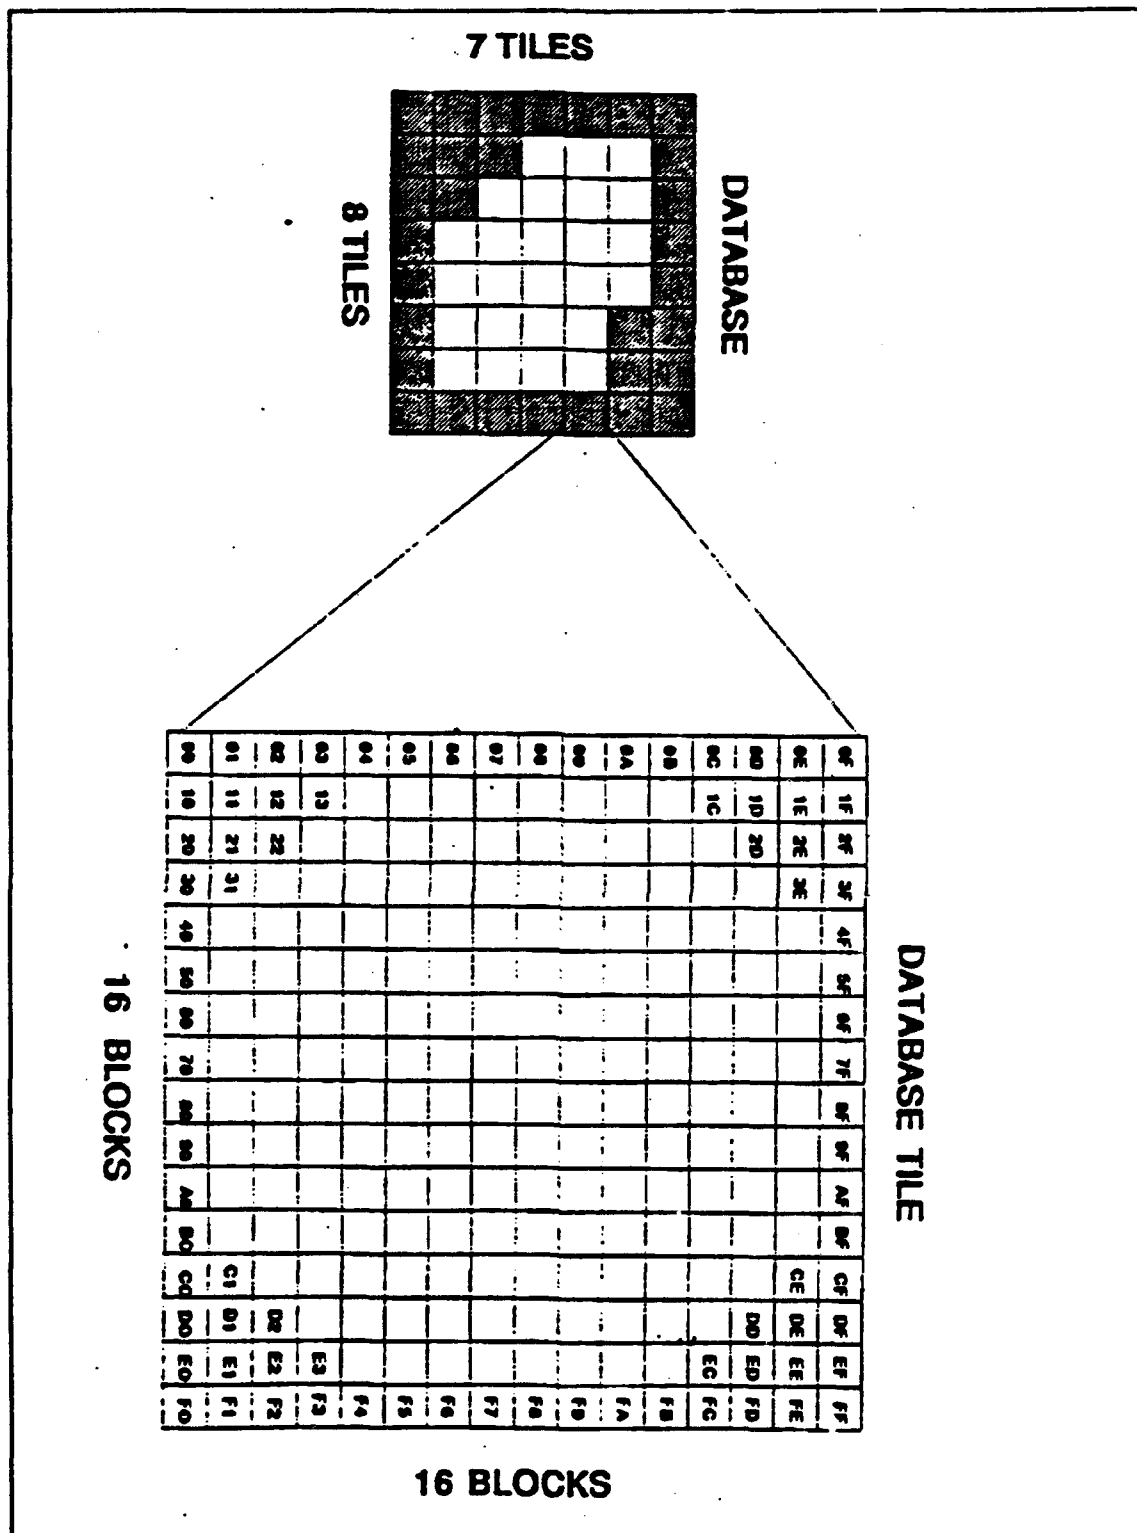 7 TILES
8 TILES
DATABASE
00 01 02 03 04 05 06 07 08 09 0A 0B 0C 0D 0E 0F
10 11 12 13 1C 1D 1E 1F
20 21 22 2D 2E 2F
30 31 3E 3F
40 4F
50 5F
60 6F
70 7F
80 8F
90 9F
A0 AF
B0 BF
C0 C1 CE CF
D0 D1 D2 DD DE DF
E0 E1 E2 E3 EC ED EE EF
F0 F1 F2 F3 F4 F5 F6 F7 F8 F9 FA FB FC FD FE FF
DATABASE TILE
16 BLOCKS
16 BLOCKS